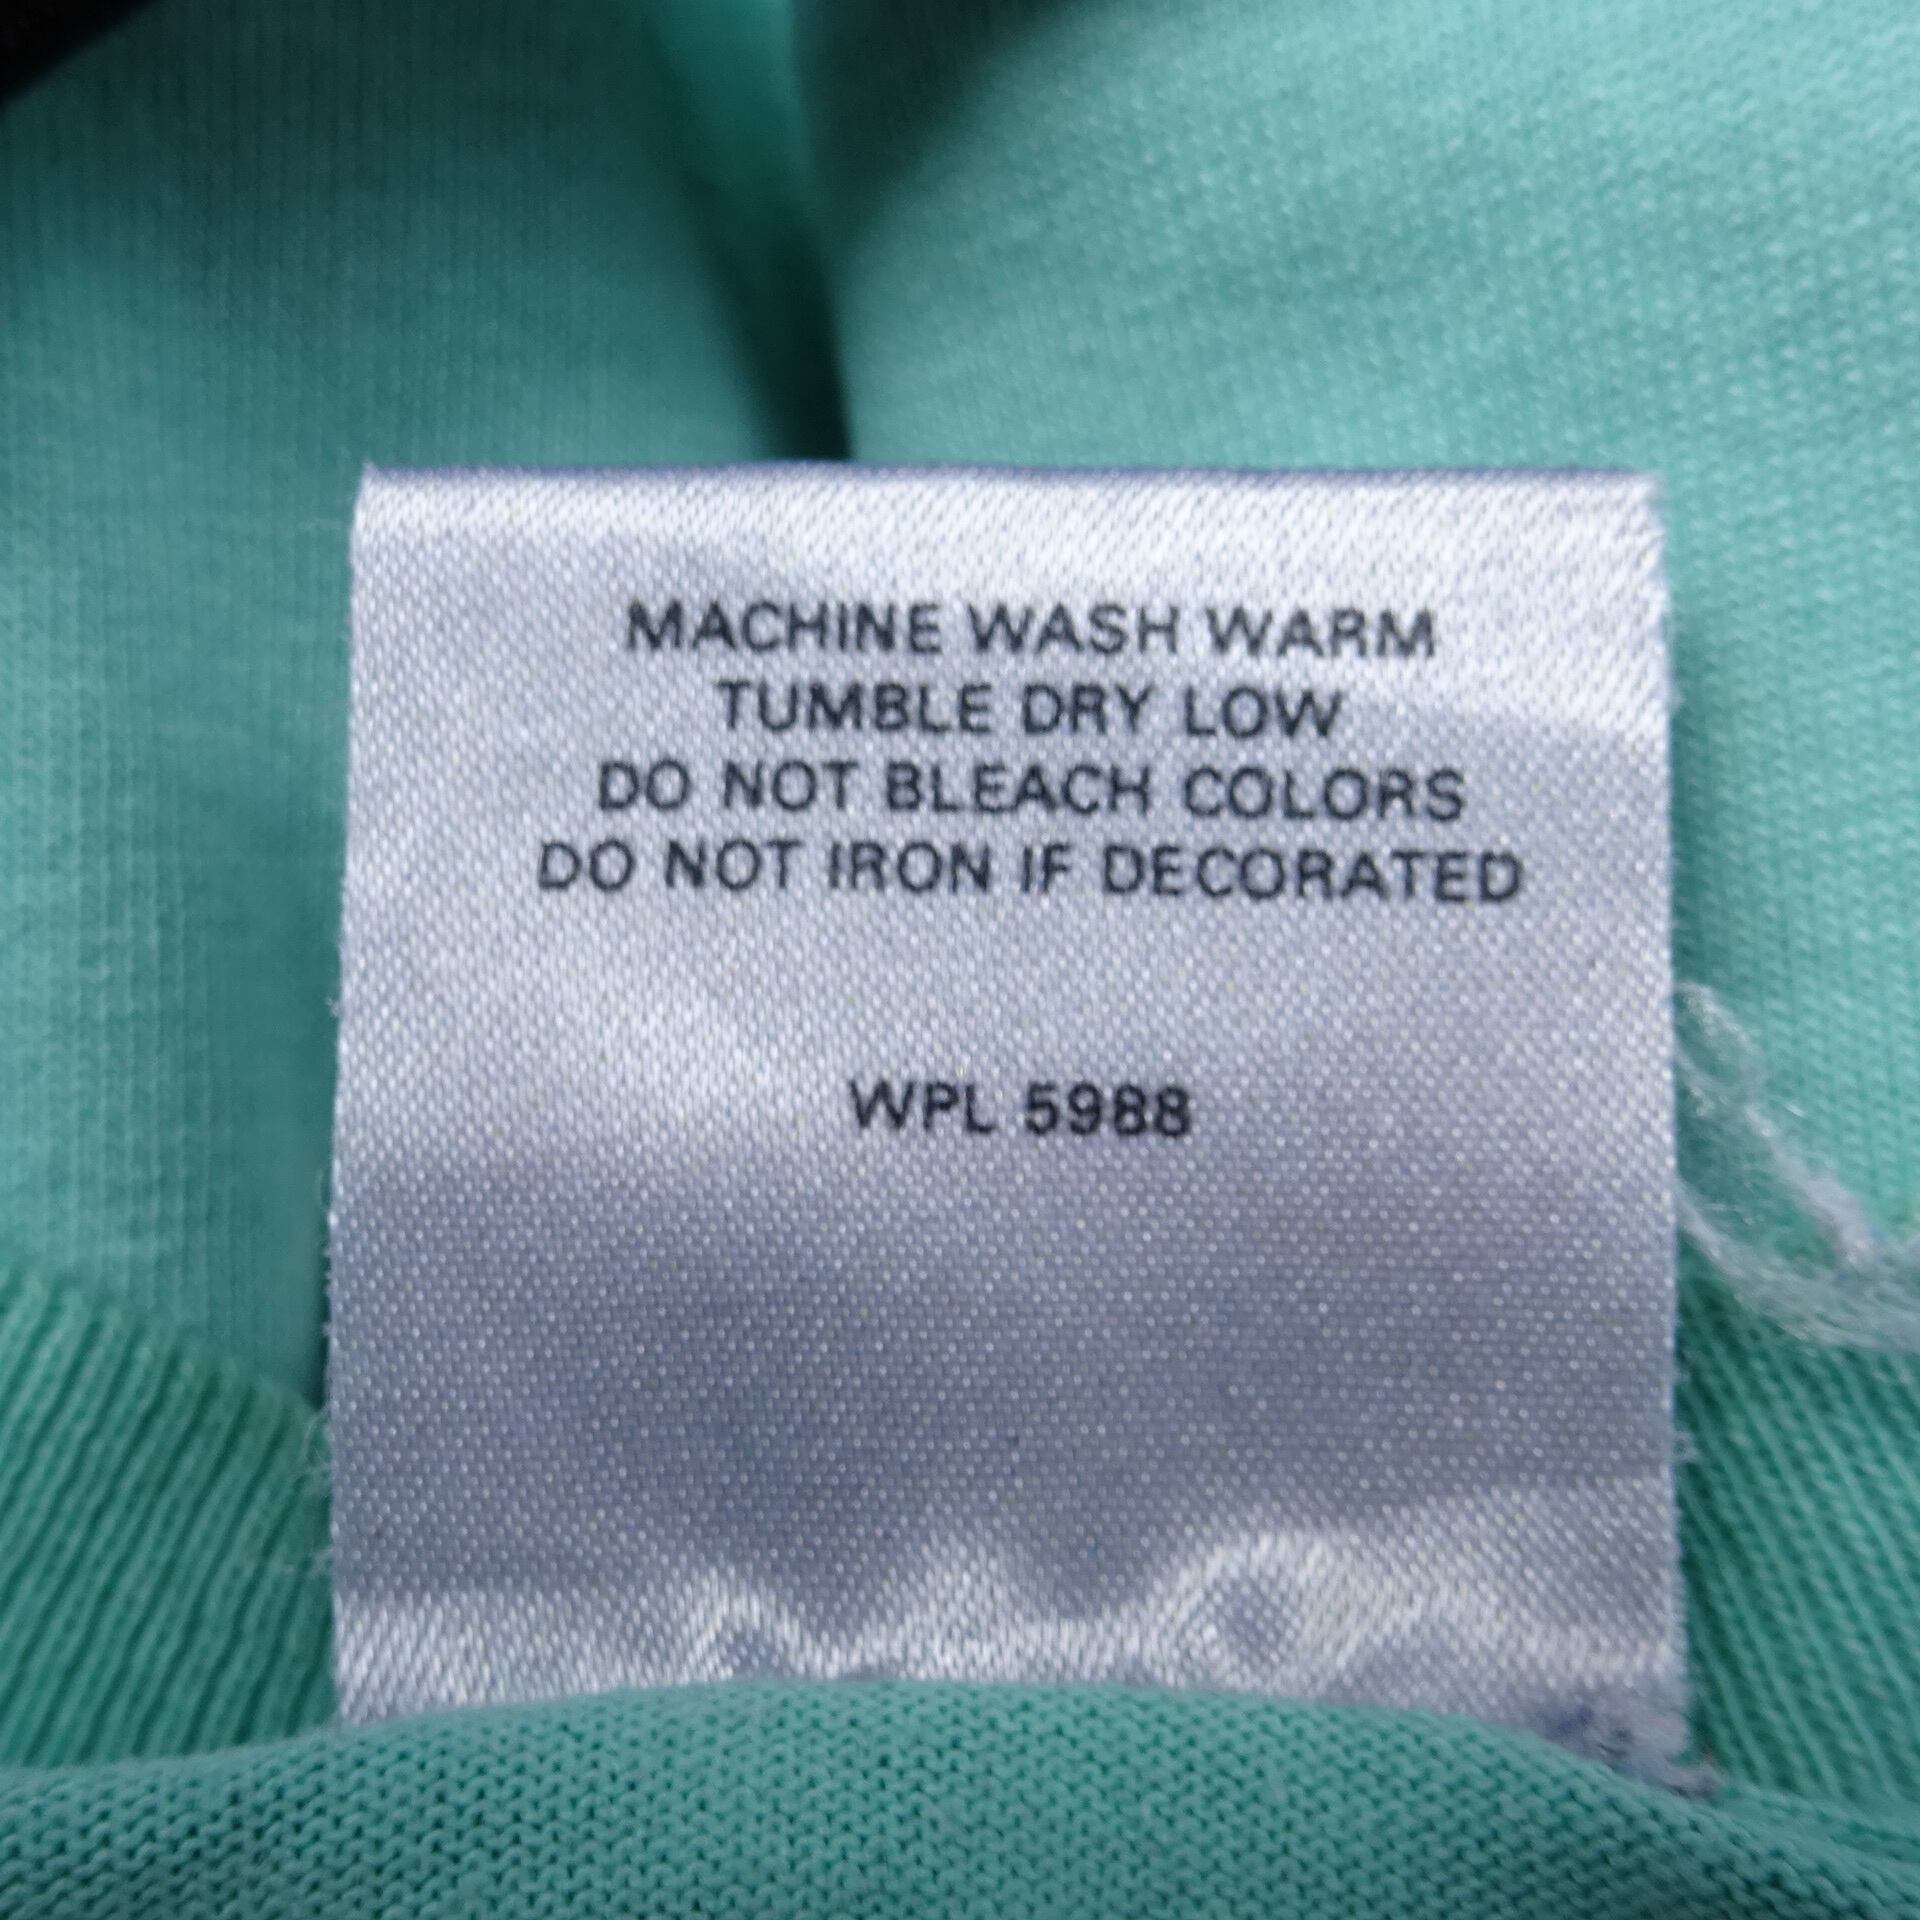 MACHINE WASH WARM
TUMBLE DRY LOW
DO NOT BLEACH COLORS
DO NOT IRON IF DECORATED
WPL 5988